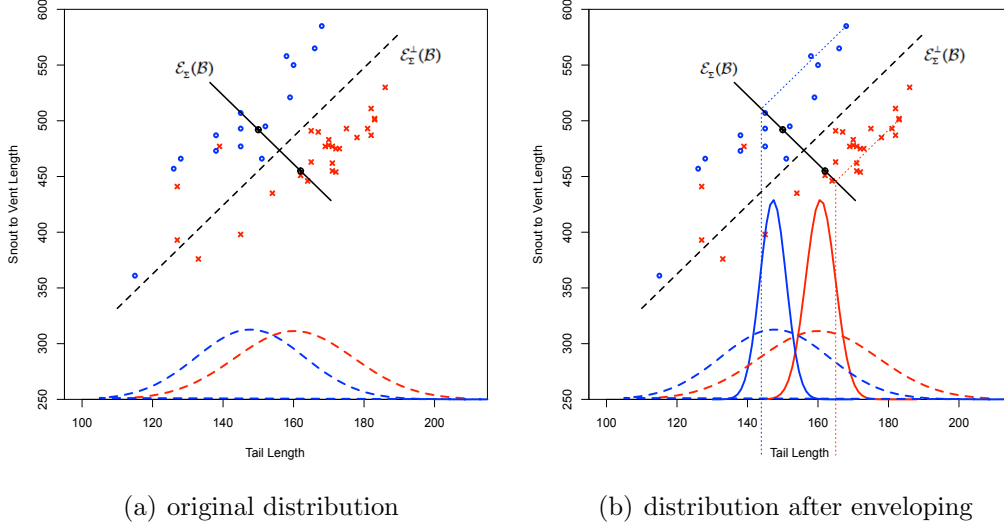 600
550
500
450
400
350
300
250
Snout to Vent Length
ℰ_Σ(ℬ)
ℰ_Σ^⊥(ℬ)
100 120 140 160 180 200
Tail Length
(a) original distribution
600
550
500
450
400
350
300
250
Snout to Vent Length
ℰ_Σ(ℬ)
ℰ_Σ^⊥(ℬ)
100 120 140 160 180 200
Tail Length
(b) distribution after enveloping